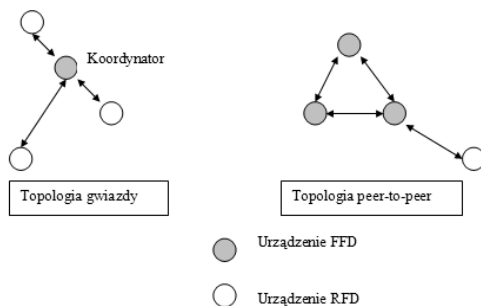 Koordynator
Topologia gwiazdy
Topologia peer-to-peer
Urządzenie FFD
Urządzenie RFD